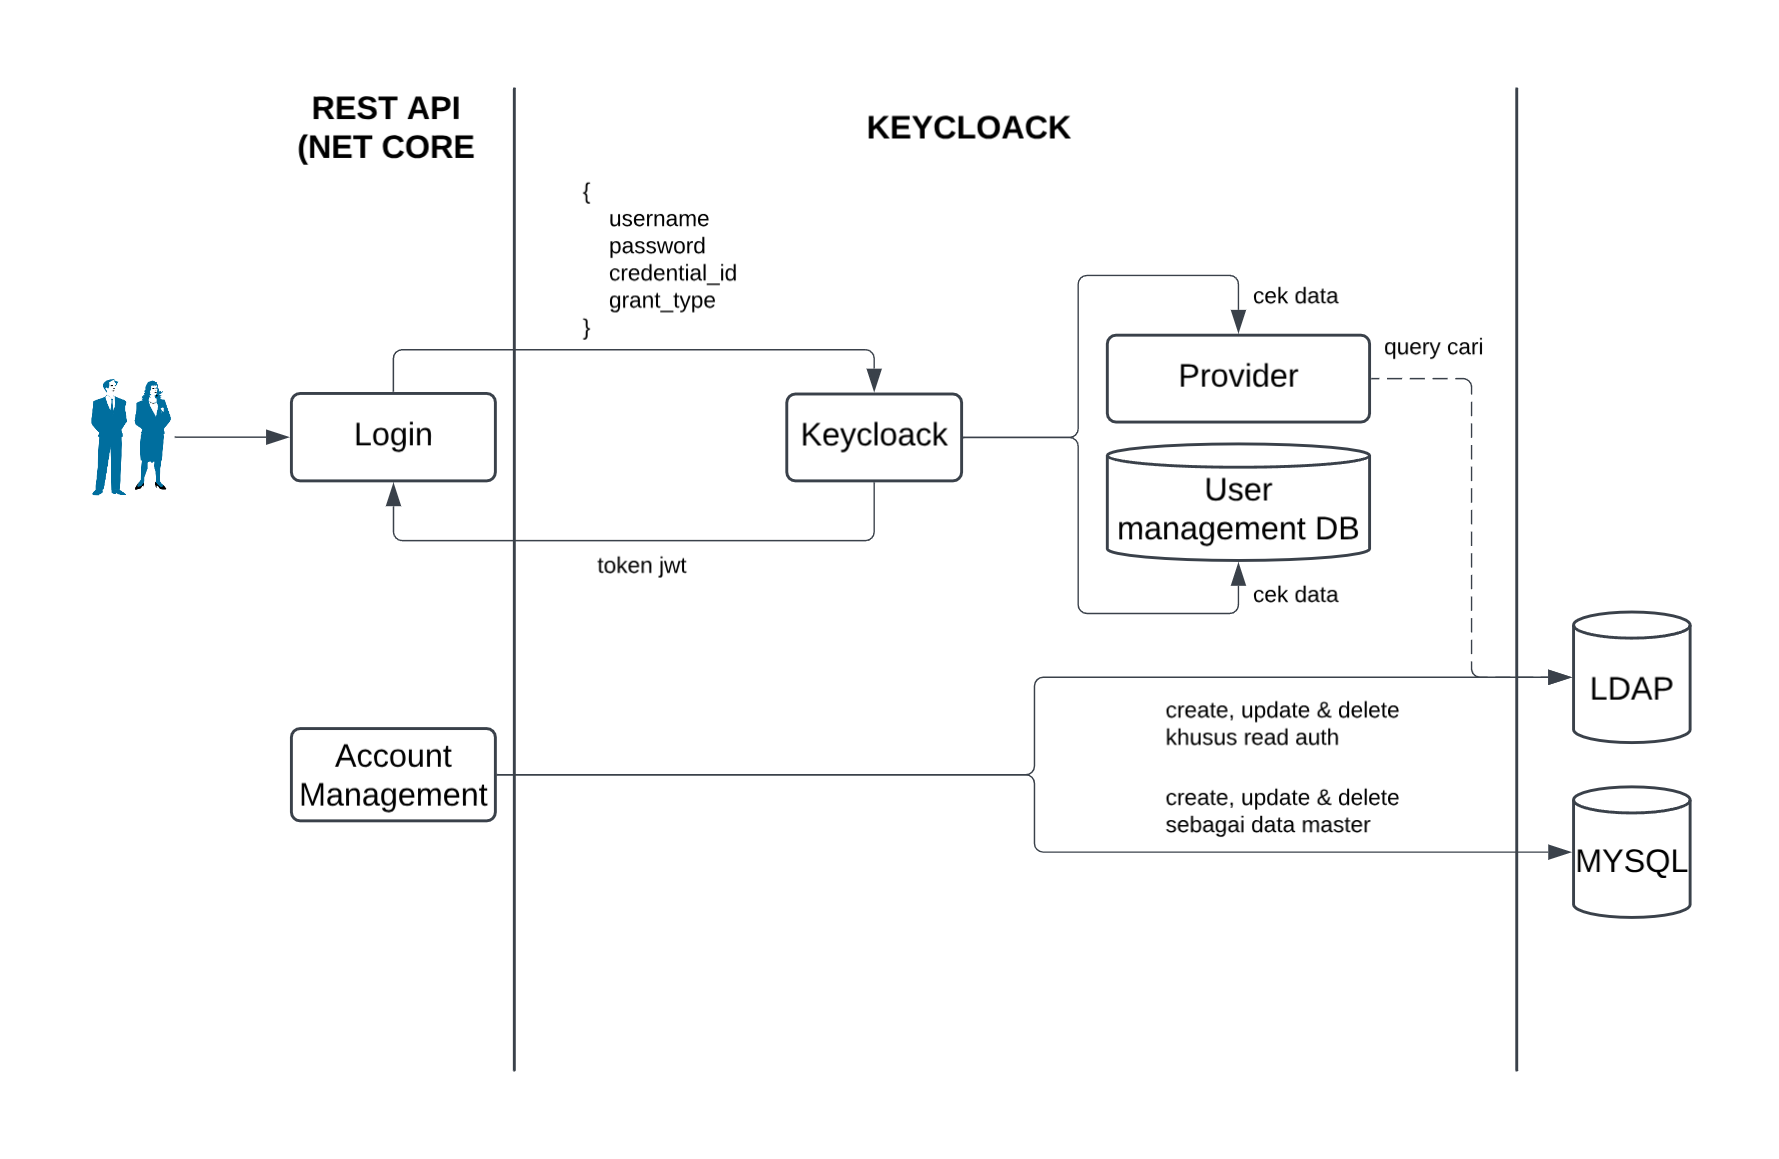 REST API
(NET CORE
KEYCLOACK
{
username
password
credential_id
grant_type
}
cek data
Provider
query cari
Login
Keycloack
User
management DB
token jwt
cek data
LDAP
create, update & delete
khusus read auth
Account
Management
create, update & delete
sebagai data master
MYSQL